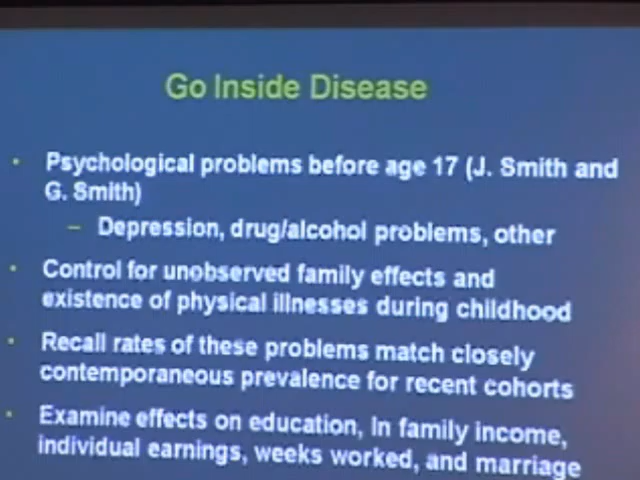 Go Inside Disease
• Psychological problems before age 17 (J. Smith and
G. Smith)
– Depression, drug/alcohol problems, other
• Control for unobserved family effects and
existence of physical illnesses during childhood
• Recall rates of these problems match closely
contemporaneous prevalence for recent cohorts
• Examine effects on education, ln family income,
individual earnings, weeks worked, and marriage